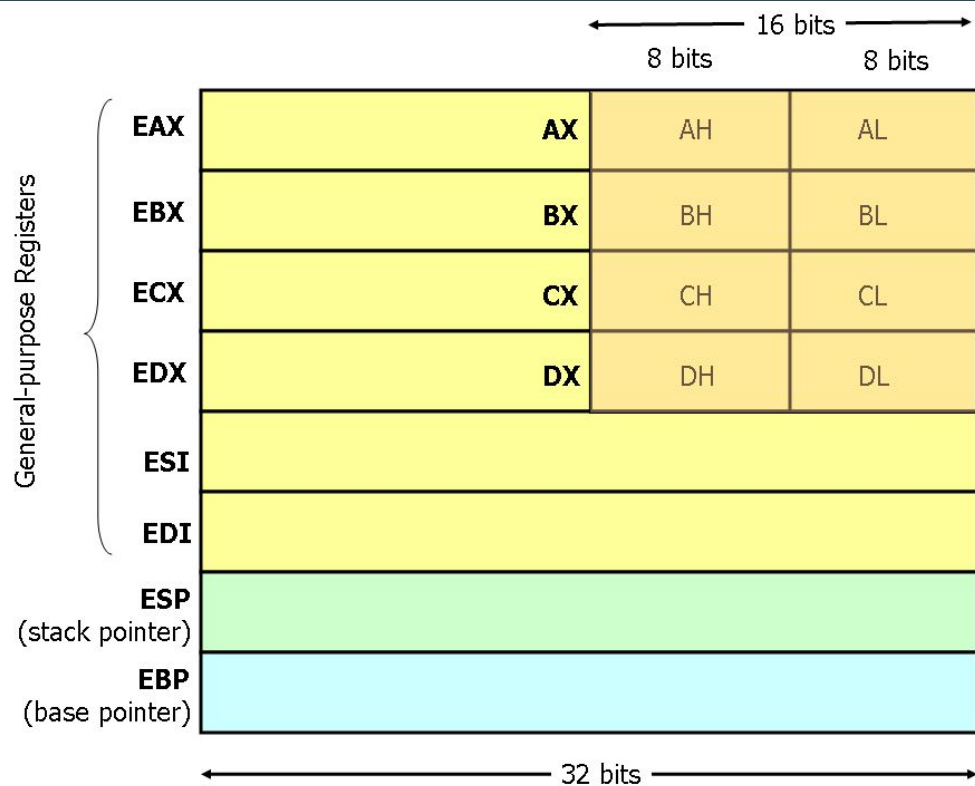 16 bits
8 bits 8 bits
General-purpose Registers
EAX AX AH AL
EBX BX BH BL
ECX CX CH CL
EDX DX DH DL
ESI
EDI
ESP
(stack pointer)
EBP
(base pointer)
32 bits